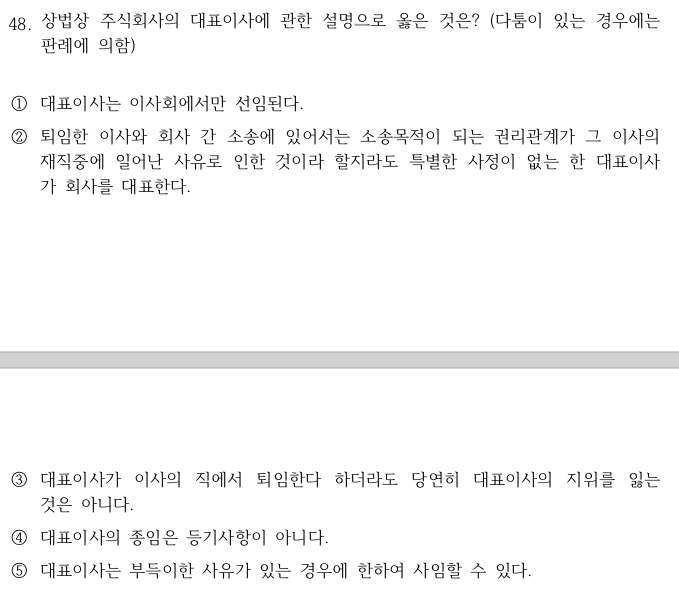 48. 상법상 주식회사의 대표이사에 관한 설명으로 옳은 것은? (다툼이 있는 경우에는
판례에 의함)
① 대표이사는 이사회에서만 선임된다.
② 퇴임한 이사와 회사 간 소송에 있어서는 소송목적이 되는 권리관계가 그 이사의
재직중에 일어난 사유로 인한 것이라 할지라도 특별한 사정이 없는 한 대표이사
가 회사를 대표한다.
③ 대표이사가 이사의 직에서 퇴임한다 하더라도 당연히 대표이사의 지위를 잃는
것은 아니다.
④ 대표이사의 종임은 등기사항이 아니다.
⑤ 대표이사는 부득이한 사유가 있는 경우에 한하여 사임할 수 있다.